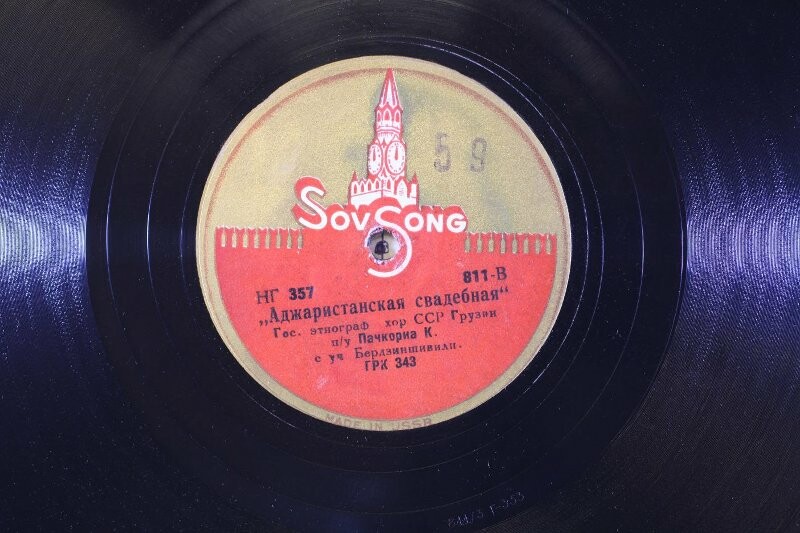 59
SovSong
НГ 357 811-В
„Аджаристанская свадебная“
Гос. этнограф хор ССР Грузии
п/у Пачкориа К.
с уч Бердзишвили.
ГРК 343
MADE IN USSR